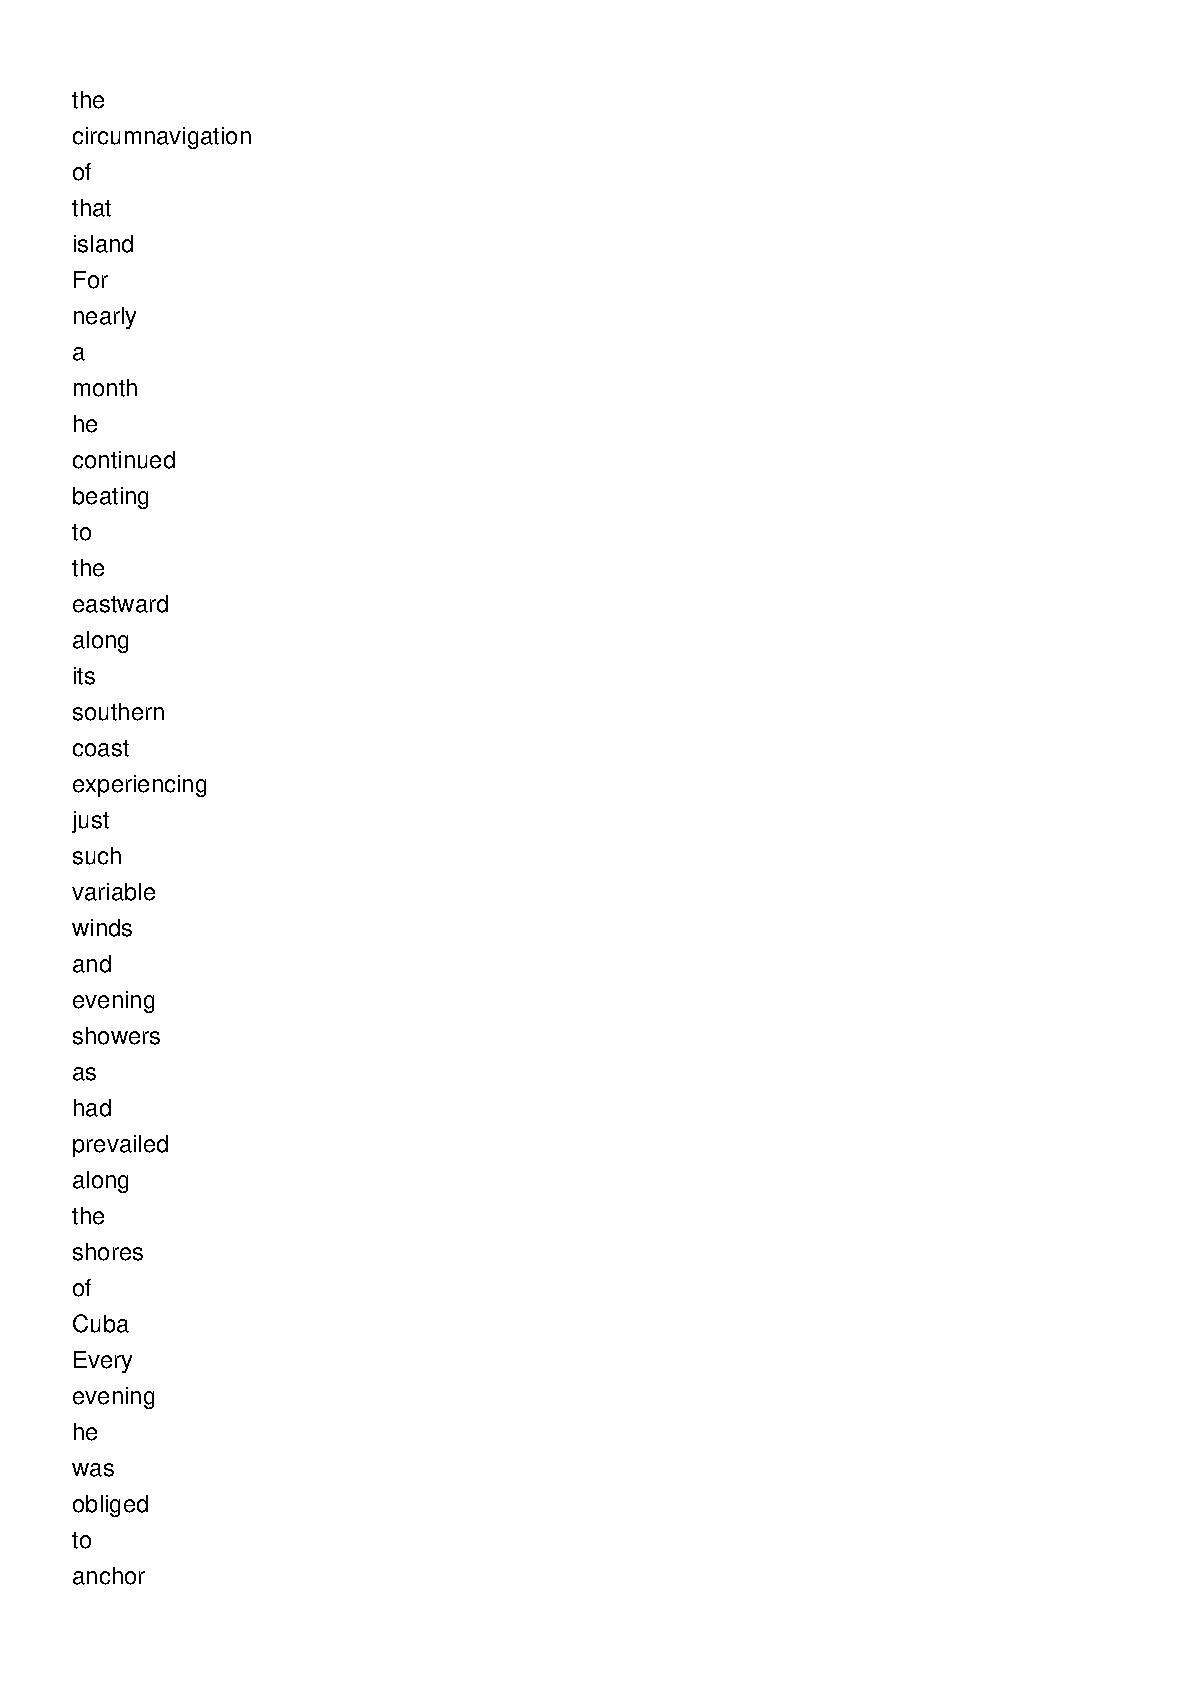 the
circumnavigation
of
that
island
For
nearly
a
month
he
continued
beating
to
the
eastward
along
its
southern
coast
experiencing
just
such
variable
winds
and
evening
showers
as
had
prevailed
along
the
shores
of
Cuba
Every
evening
he
was
obliged
to
anchor